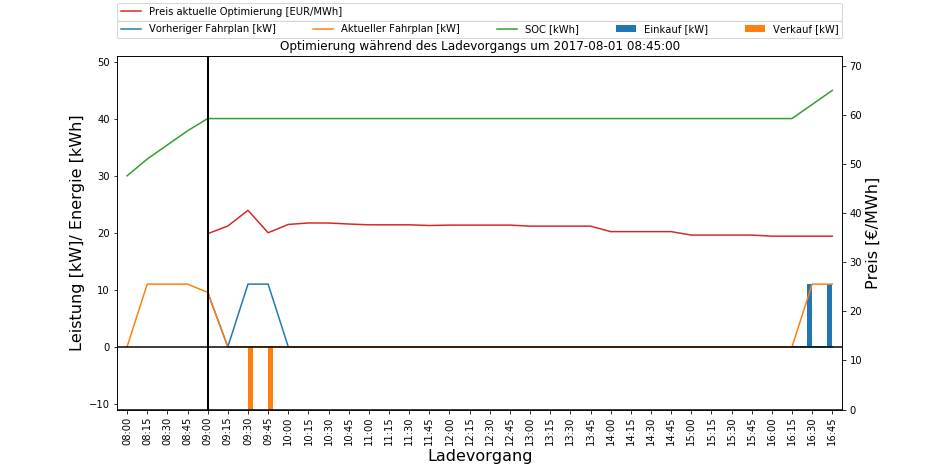 Preis aktuelle Optimierung [EUR/MWh]
Vorheriger Fahrplan [kW] Aktueller Fahrplan [kW] SOC [kWh] Einkauf [kW] Verkauf [kW]
Optimierung während des Ladevorgangs um 2017-08-01 08:45:00
Leistung [kW]/ Energie [kWh]
50
40
30
20
10
0
−10
70
60
50
40
30
20
10
0
Preis [€/MWh]
08:00 08:15 08:30 08:45 09:00 09:15 09:30 09:45 10:00 10:15 10:30 10:45 11:00 11:15 11:30 11:45 12:00 12:15 12:30 12:45 13:00 13:15 13:30 13:45 14:00 14:15 14:30 14:45 15:00 15:15 15:30 15:45 16:00 16:15 16:30 16:45
Ladevorgang